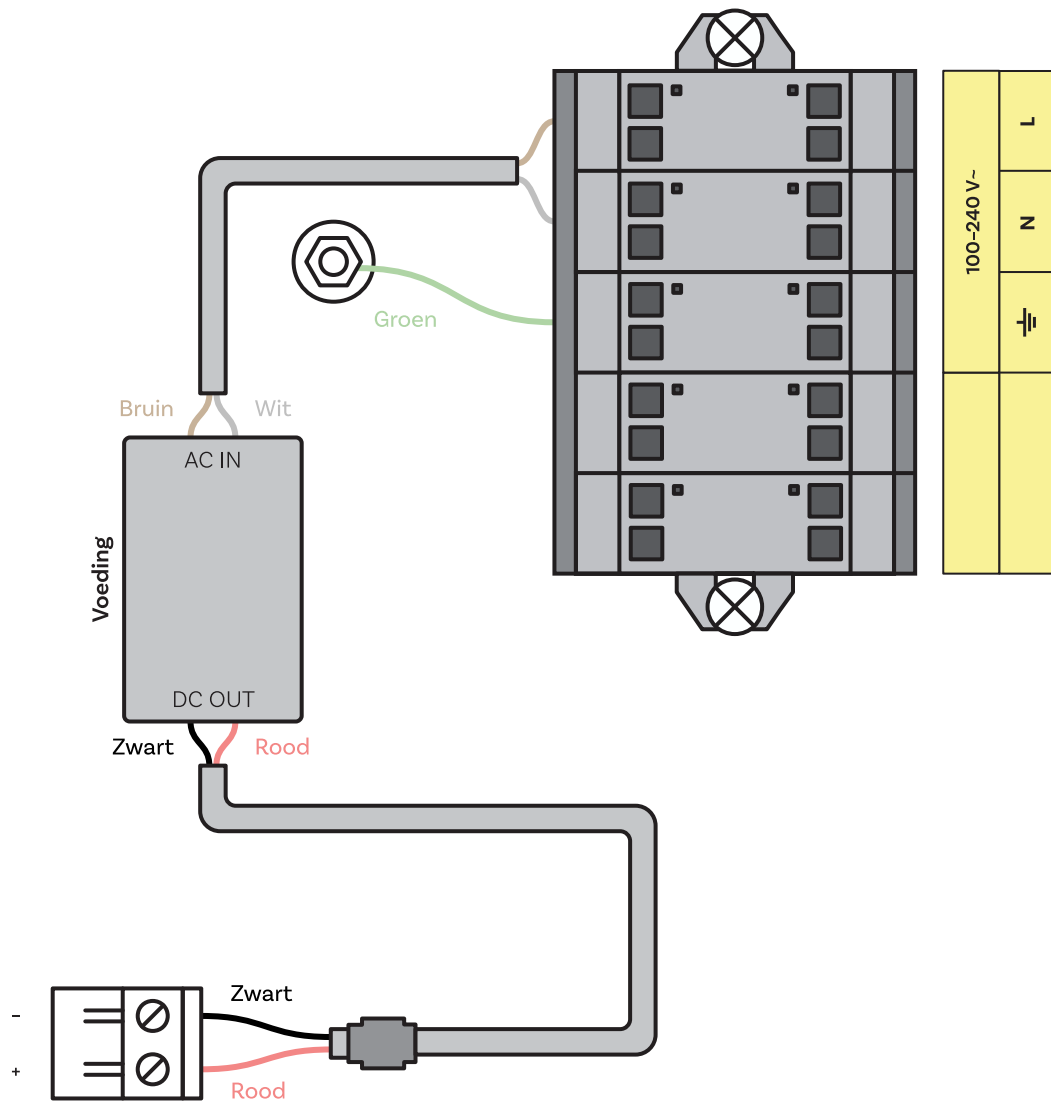 L
100–240 V~
N
Groen
Bruin
Wit
AC IN
Voeding
DC OUT
Zwart
Rood
Zwart
–
+
Rood